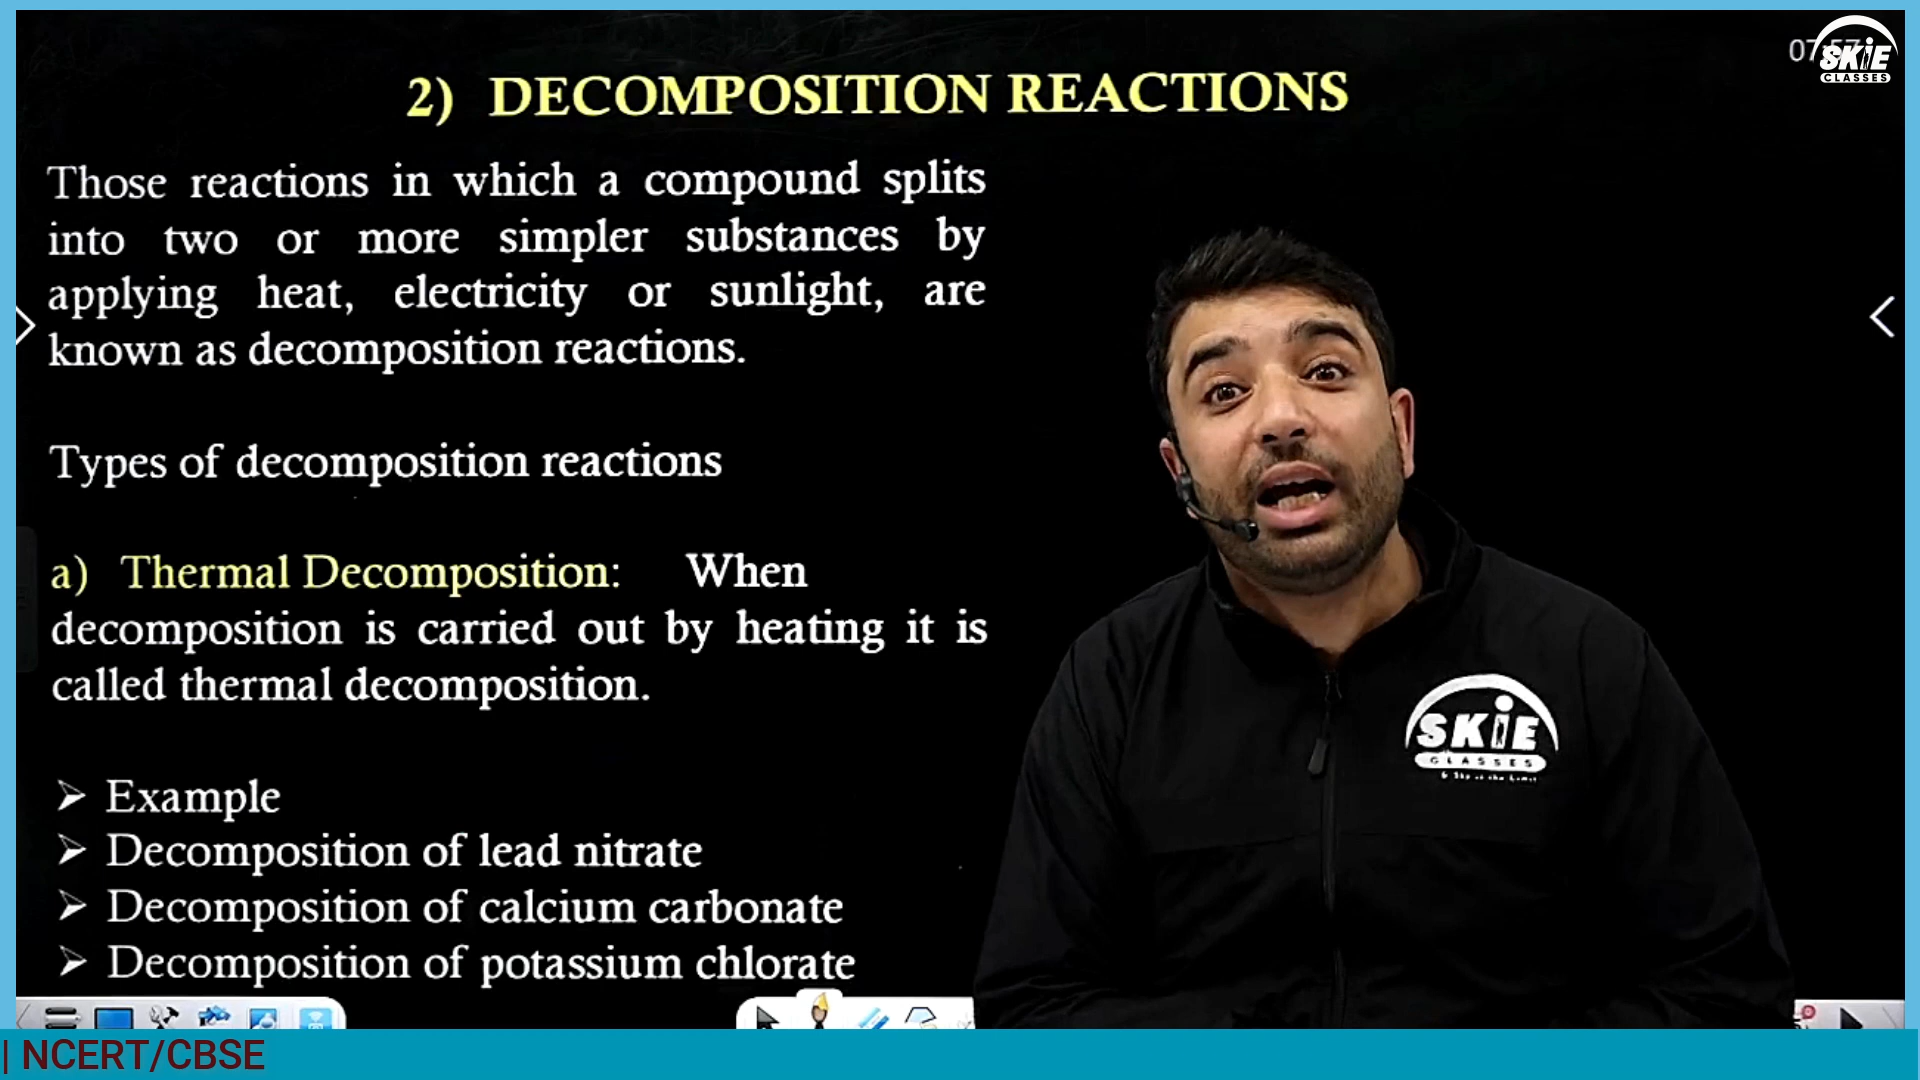 SKiE
CLASSES
2) DECOMPOSITION REACTIONS
Those reactions in which a compound splits
into two or more simpler substances by
applying heat, electricity or sunlight, are
known as decomposition reactions.
Types of decomposition reactions
a) Thermal Decomposition: When
decomposition is carried out by heating it is
called thermal decomposition.
SKiE
CLASSES
➢ Example
➢ Decomposition of lead nitrate
➢ Decomposition of calcium carbonate
➢ Decomposition of potassium chlorate
| NCERT/CBSE